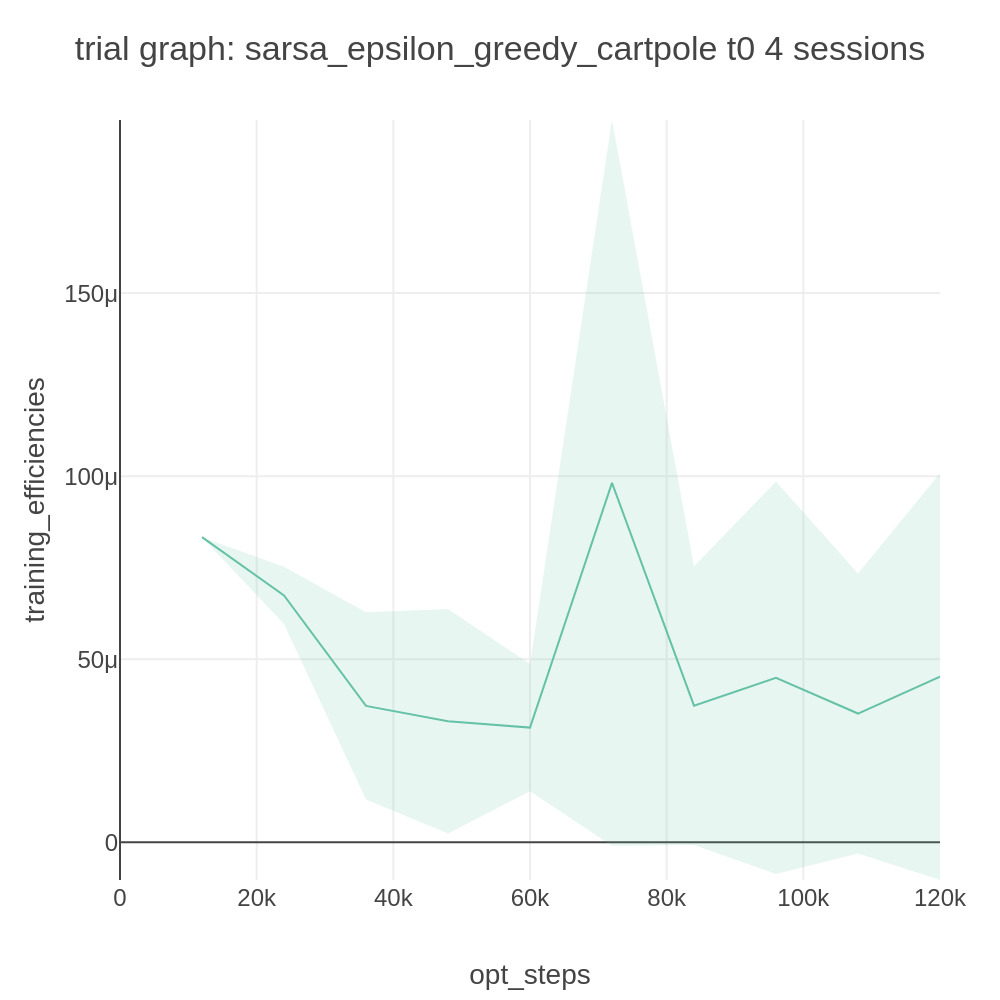 trial graph: sarsa_epsilon_greedy_cartpole t0 4 sessions
150μ
100μ
50μ
0
training_efficiencies
0 20k 40k 60k 80k 100k 120k
opt_steps